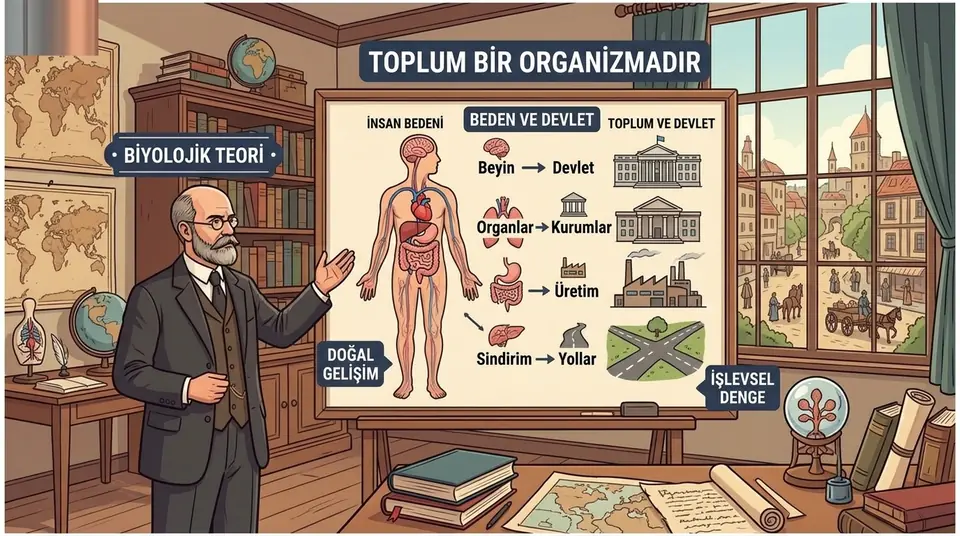 TOPLUM BİR ORGANİZMADIR
BİYOLOJİK TEORİ
İNSAN BEDENİ
BEDEN VE DEVLET
TOPLUM VE DEVLET
Beyin → Devlet
Organlar → Kurumlar
→ Üretim
Sindirim → Yollar
DOĞAL
GELİŞİM
İŞLEVSEL
DENGE